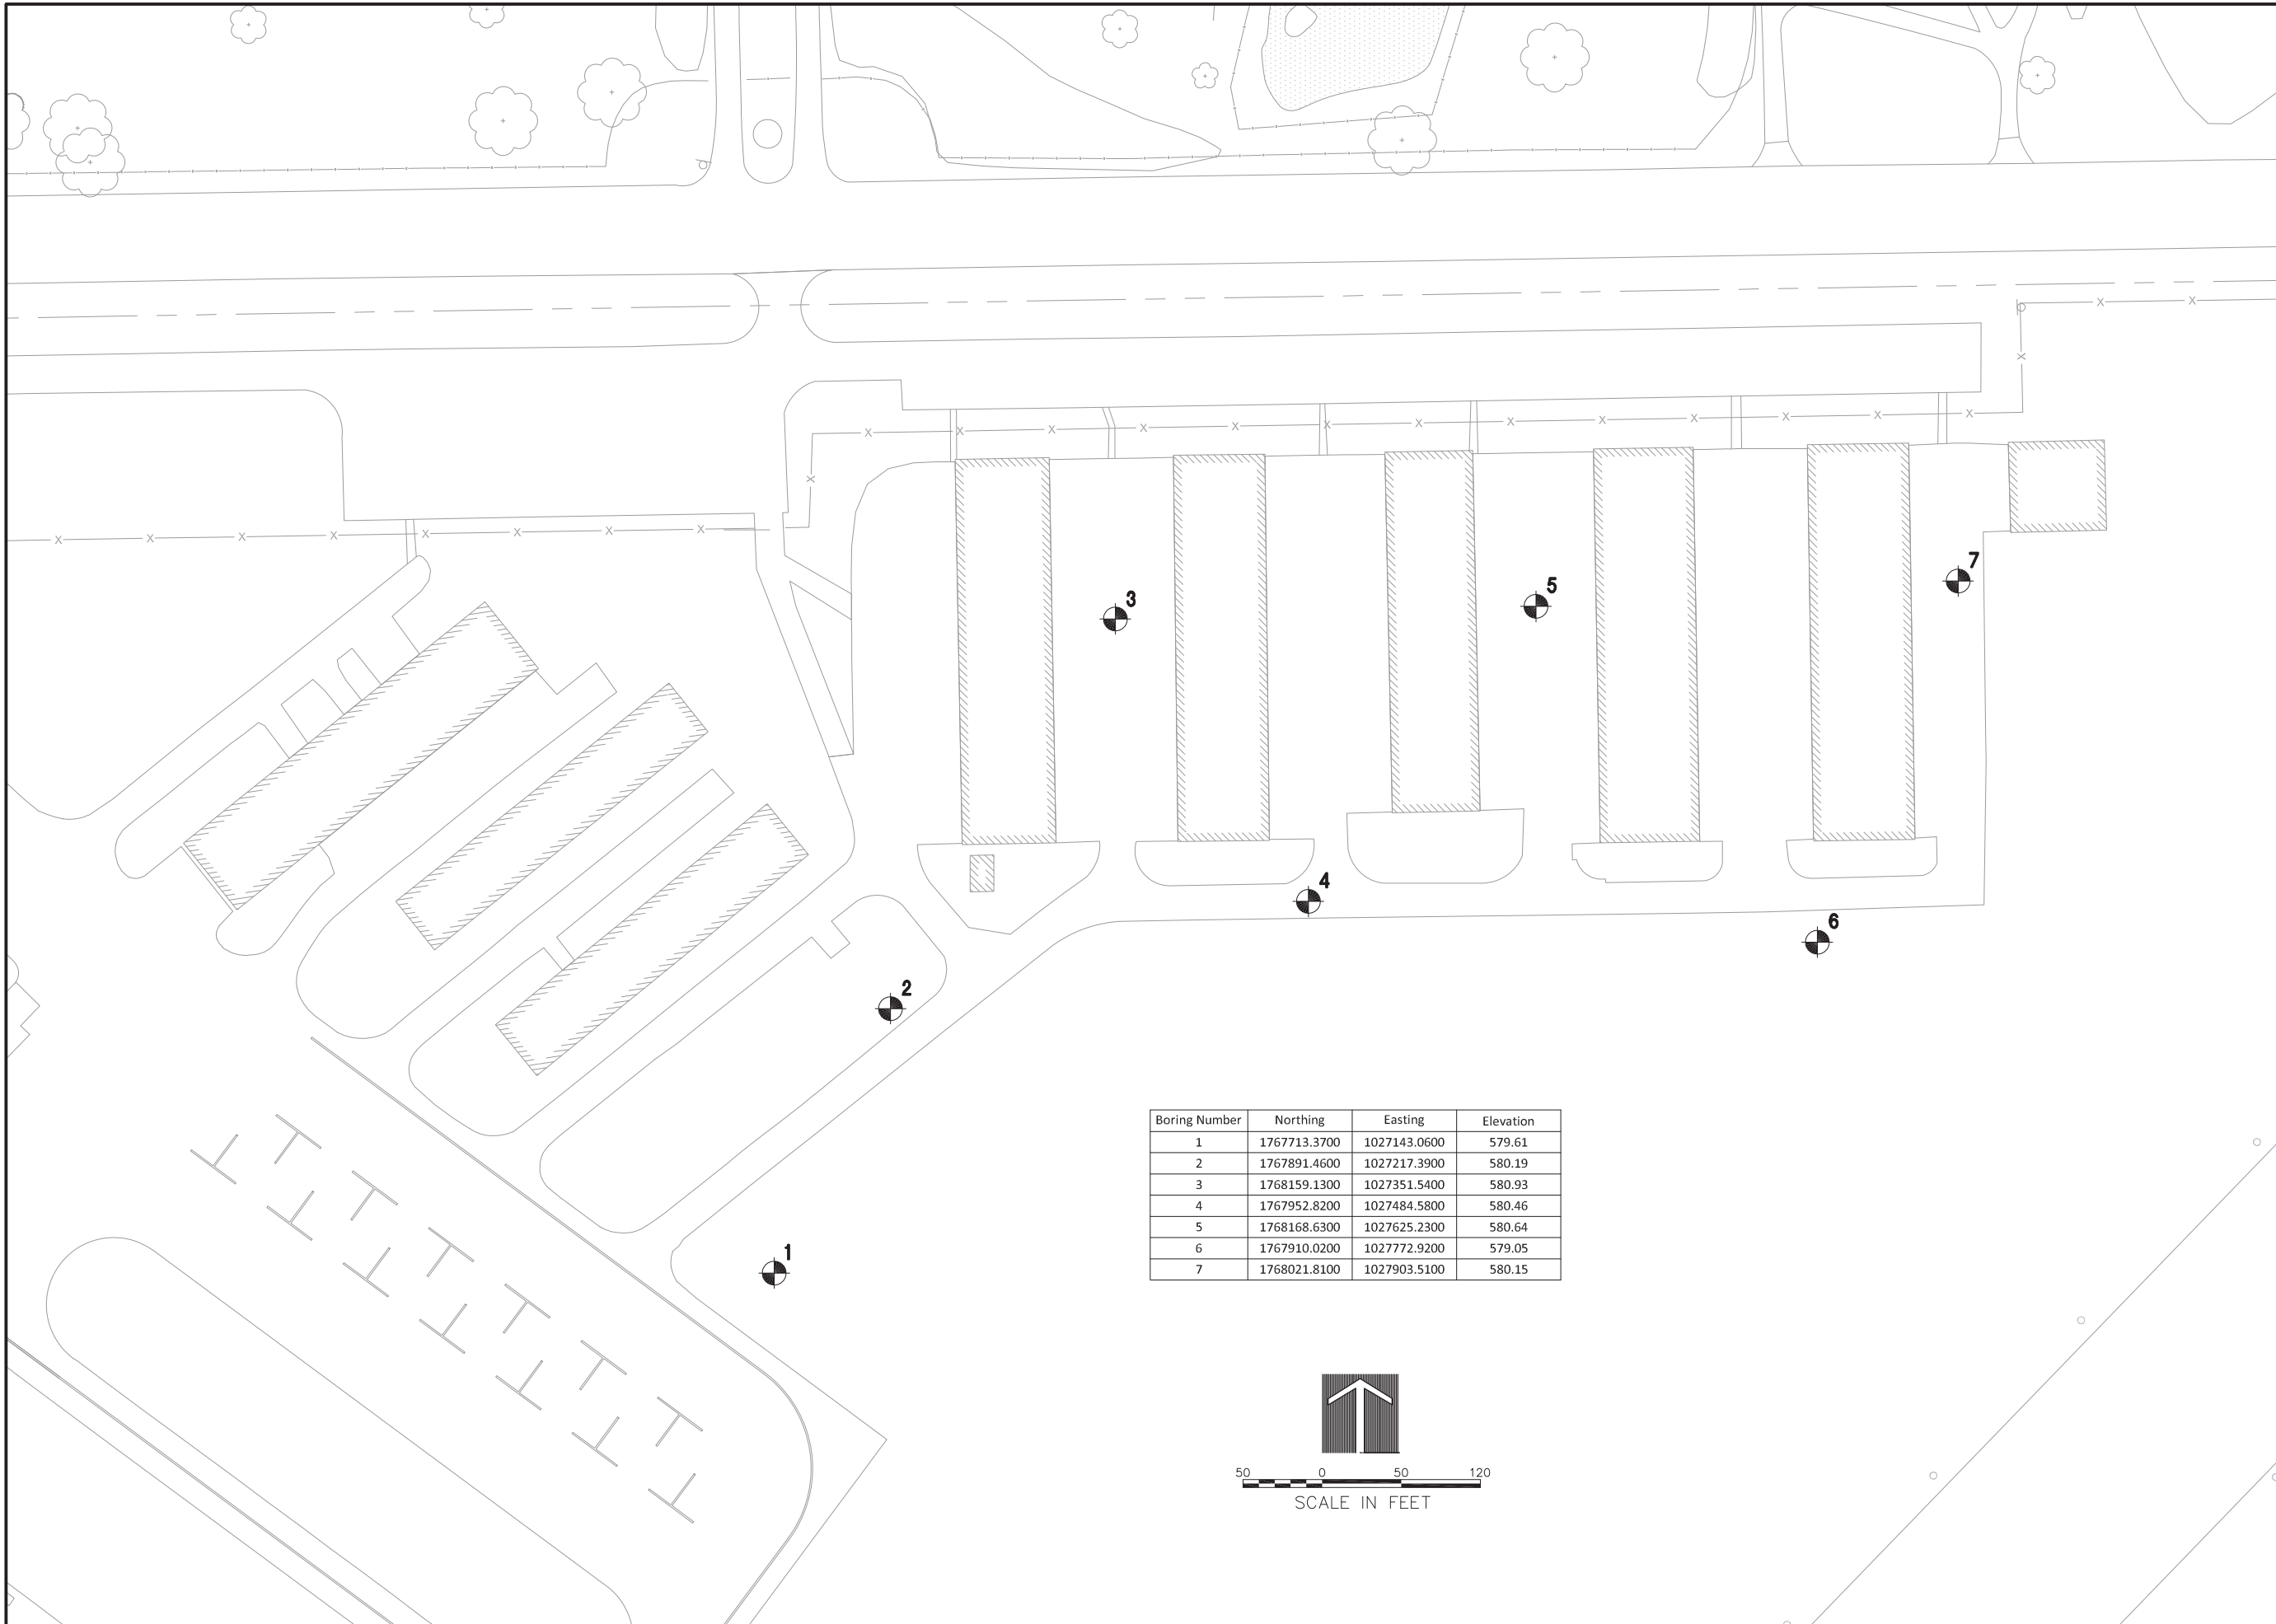 X X
X
X X X X X X X X X X X X X
X
X X X X X X X X
7
5
3
4
6
2
1
Boring Number Northing Easting Elevation
1 1767713.3700 1027143.0600 579.61
2 1767891.4600 1027217.3900 580.19
3 1768159.1300 1027351.5400 580.93
4 1767952.8200 1027484.5800 580.46
5 1768168.6300 1027625.2300 580.64
6 1767910.0200 1027772.9200 579.05
7 1768021.8100 1027903.5100 580.15
50 0 50 120
SCALE IN FEET